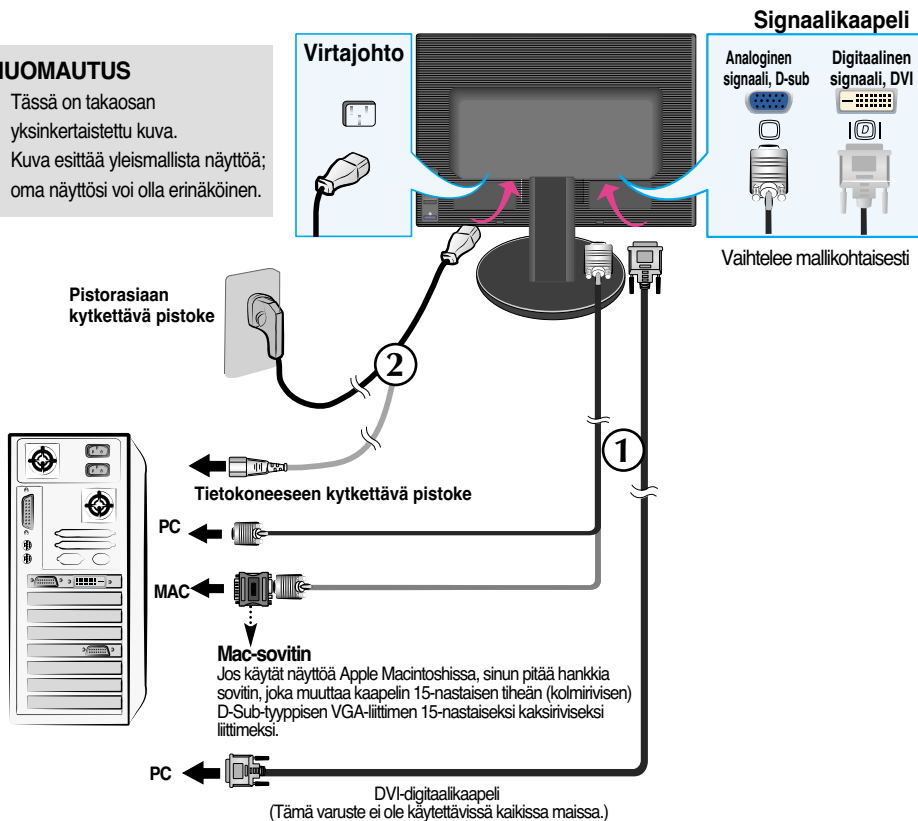 Signaalikaapeli
Virtajohto
Analoginen
signaali, D-sub
Digitaalinen
signaali, DVI
D
Vaihtelee mallikohtaisesti
HUOMAUTUS
Tässä on takaosan
yksinkertaistettu kuva.
Kuva esittää yleismallista näyttöä;
oma näyttösi voi olla erinäköinen.
Pistorasiaan
kytkettävä pistoke
2
1
Tietokoneeseen kytkettävä pistoke
PC
MAC
Mac-sovitin
Jos käytät näyttöä Apple Macintoshissa, sinun pitää hankkia
sovitin, joka muuttaa kaapelin 15-nastaisen tiheän (kolmirivisen)
D-Sub-tyyppisen VGA-liittimen 15-nastaiseksi kaksiriviseksi
liittimeksi.
PC
DVI-digitaalikaapeli
(Tämä varuste ei ole käytettävissä kaikissa maissa.)